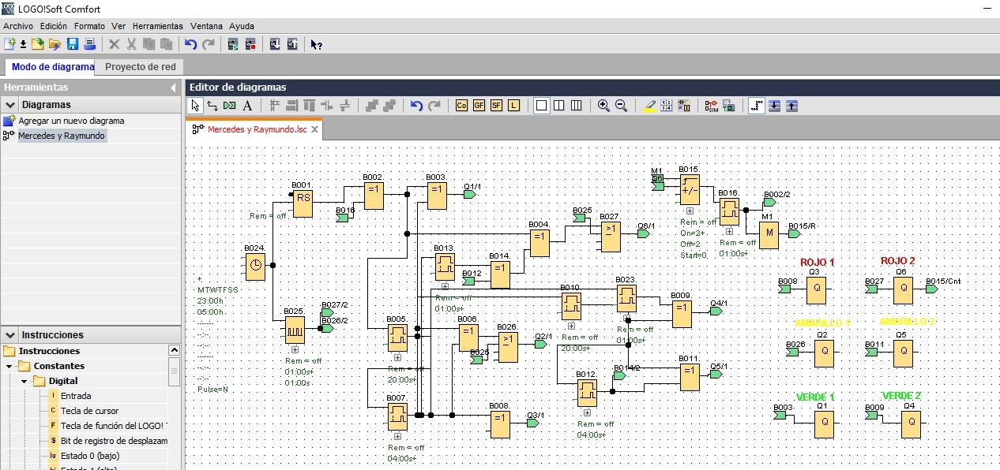 LOGO!Soft Comfort
Archivo Edición Formato Ver Herramientas Ventana Ayuda
Modo de diagrama Proyecto de red
Herramientas
Editor de diagramas
Diagramas
Agregar un nuevo diagrama
Mercedes y Raymundo
A
Co GF SF L
SIM
Mercedes y Raymundo.lsc
B001
RS
Rem = off
B002
=1
B016
B003
=1
Q1/1
B024
+
MTWTFSS
23:00h
05:00h
--:--
--:--
--:--
Pulse=N
B025
01:00s+
01:00s
B027/2
B026/2
B013
Rem = off
01:00s+
B012
B014
=1
B004
=1
B025
B027
>1
Q6/1
M1
Q6
B015
+/-
Rem = off
On=2+
Off=2
Start=0
B016
Rem = off
01:00s+
B002/2
M1
M
B015/R
B005
Rem = off
20:00s+
B006
=1
B025
B026
>1
Q2/1
B007
Rem = off
04:00s+
B008
=1
Q3/1
B010
Rem = off
20:00s+
B023
Rem = off
01:00s+
B009
=1
Q4/1
B012
Rem = off
04:00s+
B014/2
B011
=1
Q5/1
ROJO 1
Q3
B008
Q
ROJO 2
Q6
B027
Q
B015/Cnt
AMARILLO 1
Q2
B026
Q
AMARILLO 2
Q5
B011
Q
VERDE 1
Q1
B003
Q
VERDE 2
Q4
B009
Q
Instrucciones
Instrucciones
Constantes
Digital
I Entrada
C Tecla de cursor
F Tecla de función del LOGO!
S Bit de registro de desplazam
lo Estado 0 (bajo)
hi Estado 1 (alto)